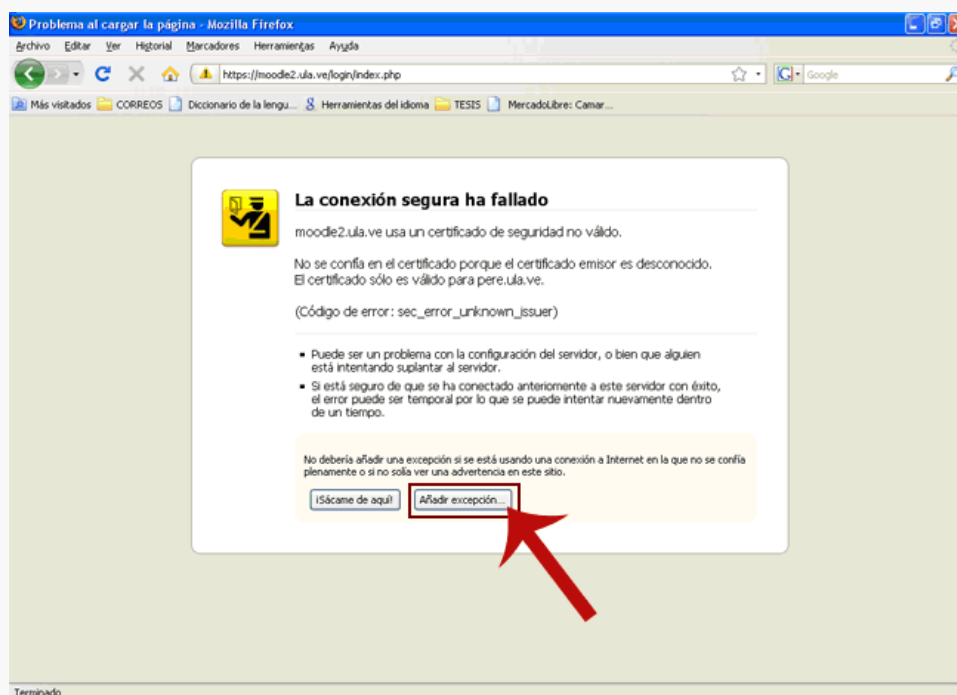 Problema al cargar la página - Mozilla Firefox
Archivo Editar Ver Historial Marcadores Herramientas Ayuda
https://moodle2.ula.ve/login/index.php
G Google
Más visitados CORREOS Diccionario de la lengu... Herramientas del idioma TESIS MercadoLibre: Camar...
La conexión segura ha fallado
moodle2.ula.ve usa un certificado de seguridad no válido.
No se confía en el certificado porque el certificado emisor es desconocido.
El certificado sólo es válido para pere.ula.ve.
(Código de error: sec_error_unknown_issuer)
Puede ser un problema con la configuración del servidor, o bien que alguien
está intentando suplantar al servidor.
Si está seguro de que se ha conectado anteriormente a este servidor con éxito,
el error puede ser temporal por lo que se puede intentar nuevamente dentro
de un tiempo.
No debería añadir una excepción si se está usando una conexión a Internet en la que no se confía
plenamente o si no solía ver una advertencia en este sitio.
¡Sácame de aquí! Añadir excepción...
Terminado